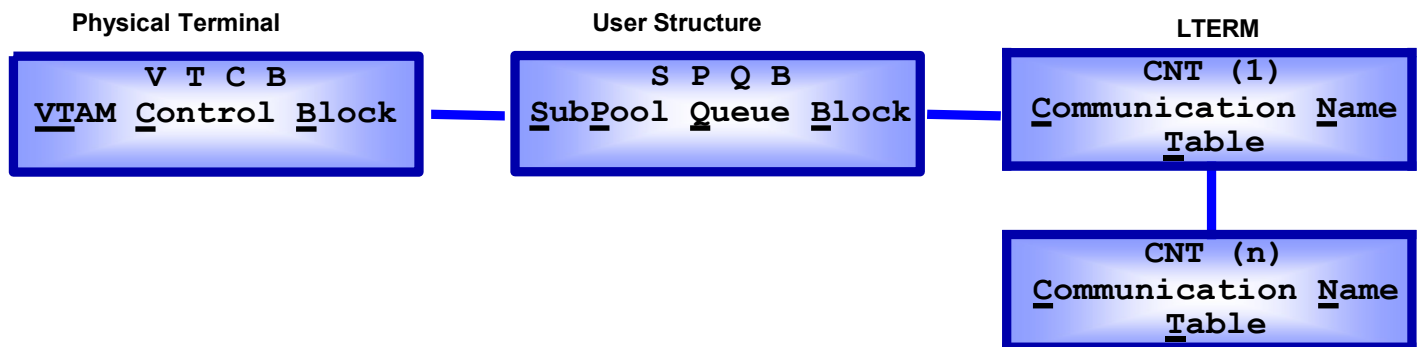 Physical Terminal
V T C B
VTAM Control Block
User Structure
S P Q B
SubPool Queue Block
LTERM
CNT (1)
Communication Name
Table
CNT (n)
Communication Name
Table